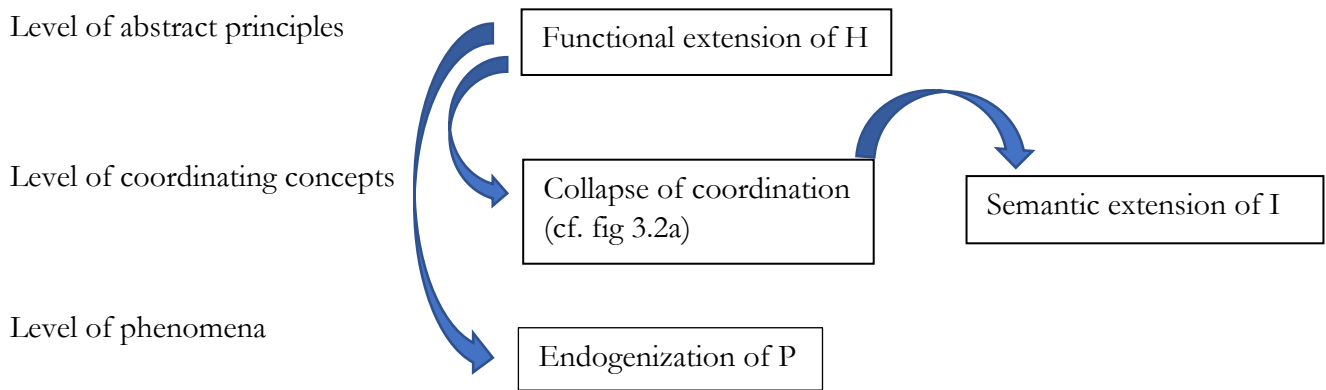 Level of abstract principles
Functional extension of H
Level of coordinating concepts
Collapse of coordination
(cf. fig 3.2a)
Semantic extension of I
Level of phenomena
Endogenization of P